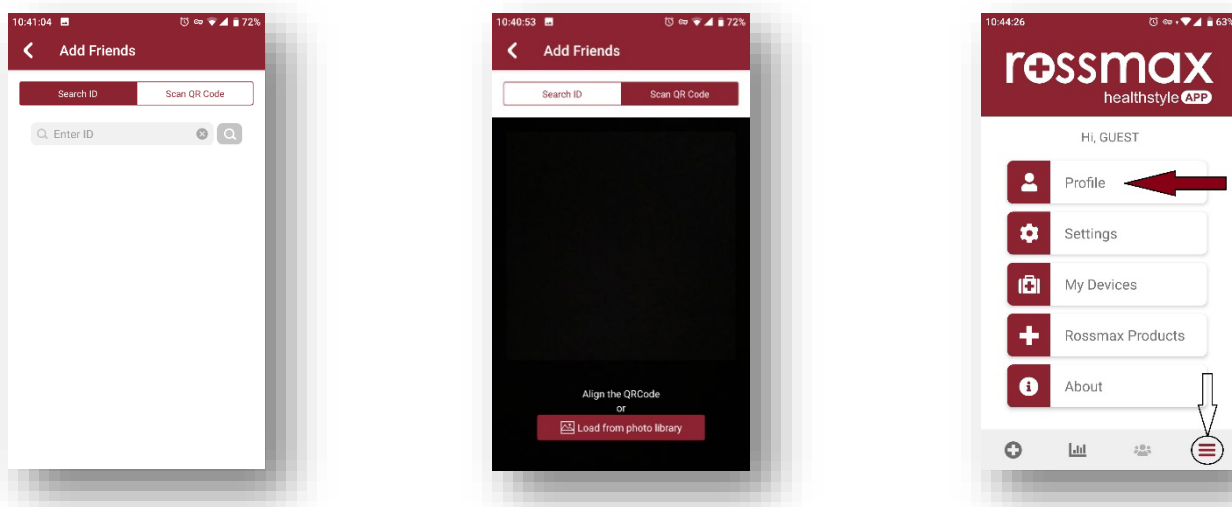 10:41:04 72%
Add Friends
Search ID Scan QR Code
Enter ID
10:40:53 72%
Add Friends
Search ID Scan QR Code
Align the QRCode
or
Load from photo library
10:44:26 63%
rossmax
healthstyle APP
Hi, GUEST
Profile
Settings
My Devices
Rossmax Products
About